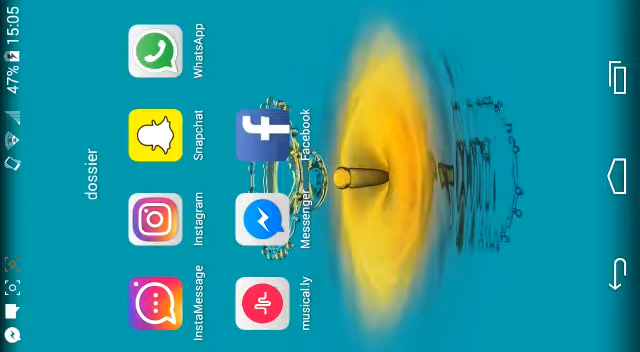 47% 15:05
dossier
InstaMessage Instagram Snapchat WhatsApp
musical.ly Messenger Facebook